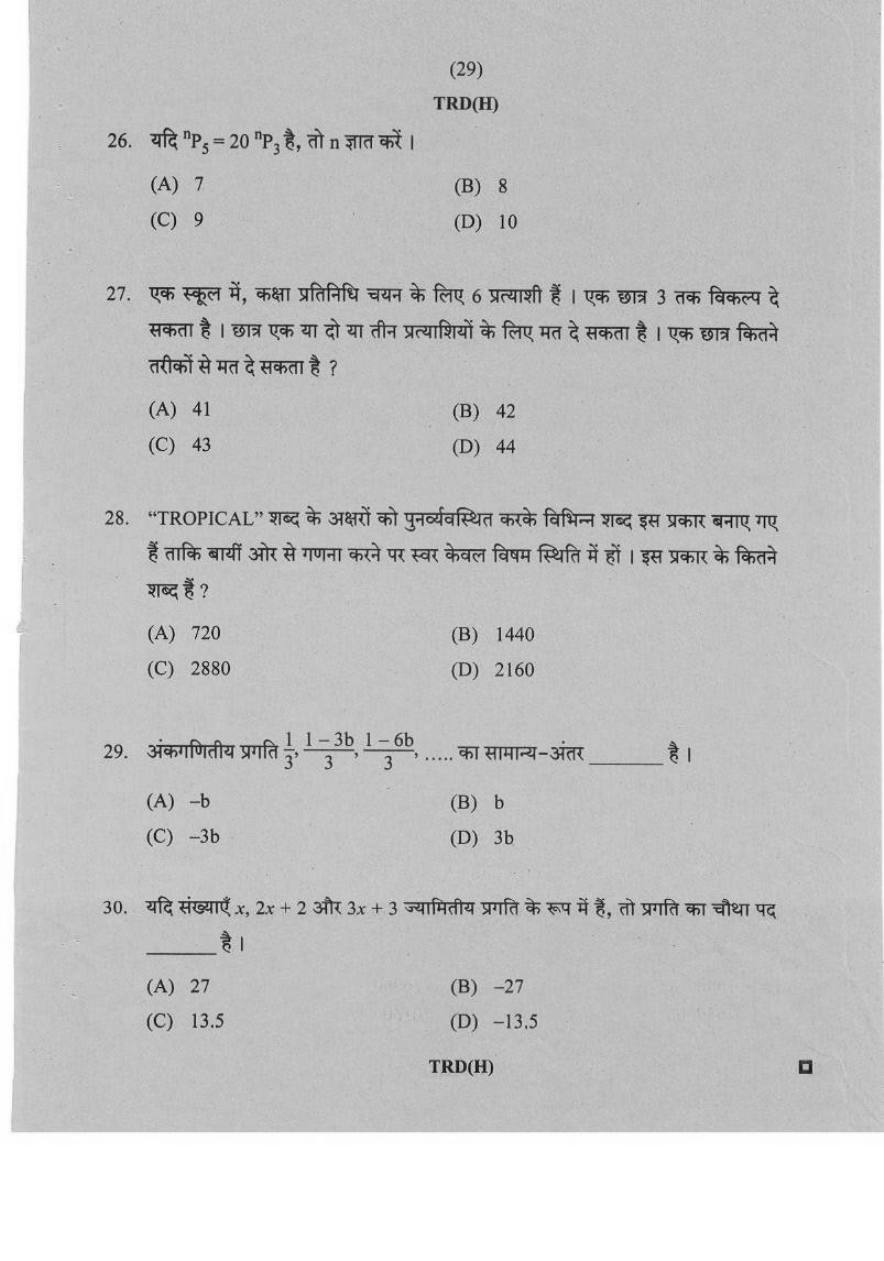 (29)
TRD(H)
26. यदि ⁿP₅ = 20 ⁿP₃ है, तो n ज्ञात करें ।
(A) 7 (B) 8
(C) 9 (D) 10
27. एक स्कूल में, कक्षा प्रतिनिधि चयन के लिए 6 प्रत्याशी हैं । एक छात्र 3 तक विकल्प दे
सकता है । छात्र एक या दो या तीन प्रत्याशियों के लिए मत दे सकता है । एक छात्र कितने
तरीकों से मत दे सकता है ?
(A) 41 (B) 42
(C) 43 (D) 44
28. “TROPICAL” शब्द के अक्षरों को पुनर्व्यवस्थित करके विभिन्न शब्द इस प्रकार बनाए गए
हैं ताकि बायीं ओर से गणना करने पर स्वर केवल विषम स्थिति में हों । इस प्रकार के कितने
शब्द हैं ?
(A) 720 (B) 1440
(C) 2880 (D) 2160
29. अंकगणितीय प्रगति 1/3, (1 – 3b)/3, (1 – 6b)/3, ..... का सामान्य-अंतर ________ है ।
(A) –b (B) b
(C) –3b (D) 3b
30. यदि संख्याएँ x, 2x + 2 और 3x + 3 ज्यामितीय प्रगति के रूप में हैं, तो प्रगति का चौथा पद
________ है ।
(A) 27 (B) –27
(C) 13.5 (D) –13.5
TRD(H)